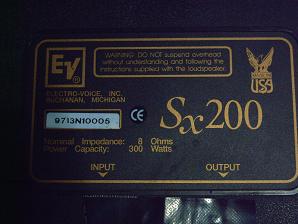 EV®
WARNING: DO NOT suspend overhead
without understanding and following the
instructions supplied with the loudspeaker.
MADE IN
USA
ELECTRO-VOICE, INC.
BUCHANAN, MICHIGAN
9713N10005
CE
Sx200
Nominal Impedance: 8 Ohms
Power Capacity: 300 Watts
INPUT
OUTPUT